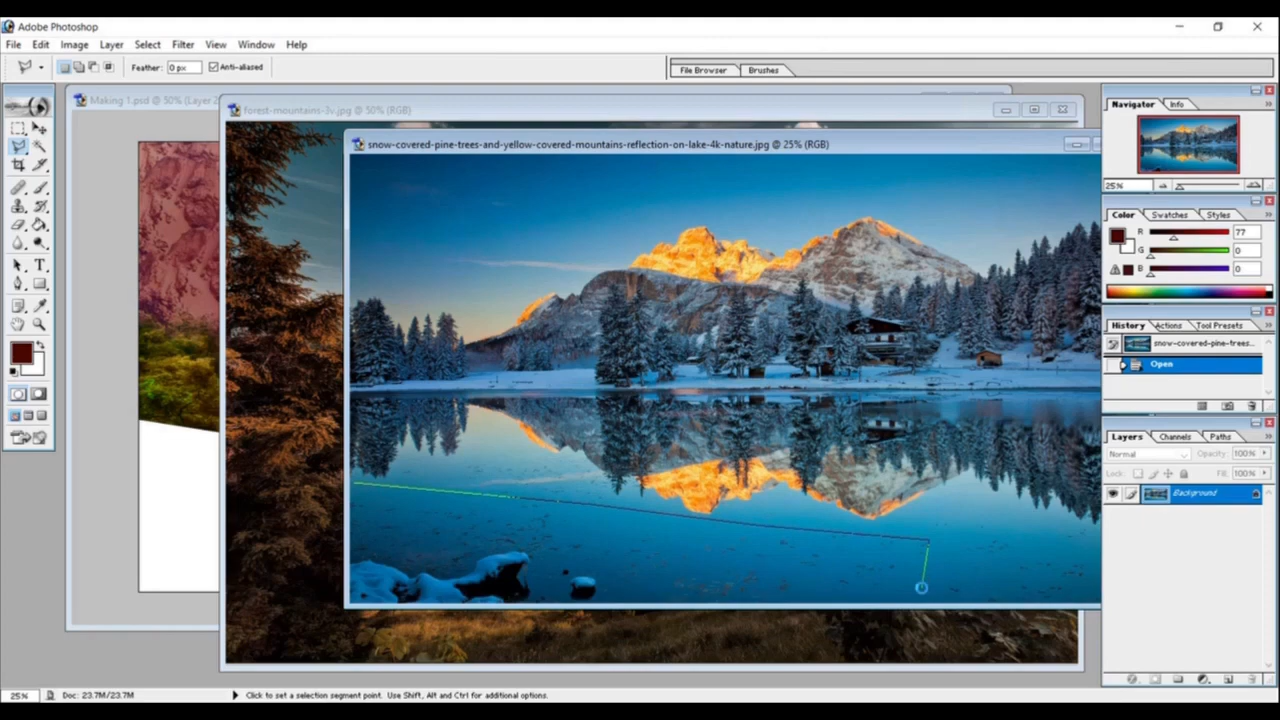 Adobe Photoshop
File Edit Image Layer Select Filter View Window Help
Feather: 0 px Anti-aliased
File Browser Brushes
Making 1.psd @ 50% (Layer 2
forest-mountains-3v.jpg @ 50% (RGB)
snow-covered-pine-trees-and-yellow-covered-mountains-reflection-on-lake-4k-nature.jpg @ 25% (RGB)
Navigator Info
25%
Color Swatches Styles
R 77
G 0
B 0
History Actions Tool Presets
snow-covered-pine-trees...
Open
Layers Channels Paths
Normal Opacity: 100%
Lock: Fill: 100%
Background
25% Doc: 23.7M/23.7M Click to set a selection segment point. Use Shift, Alt and Ctrl for additional options.